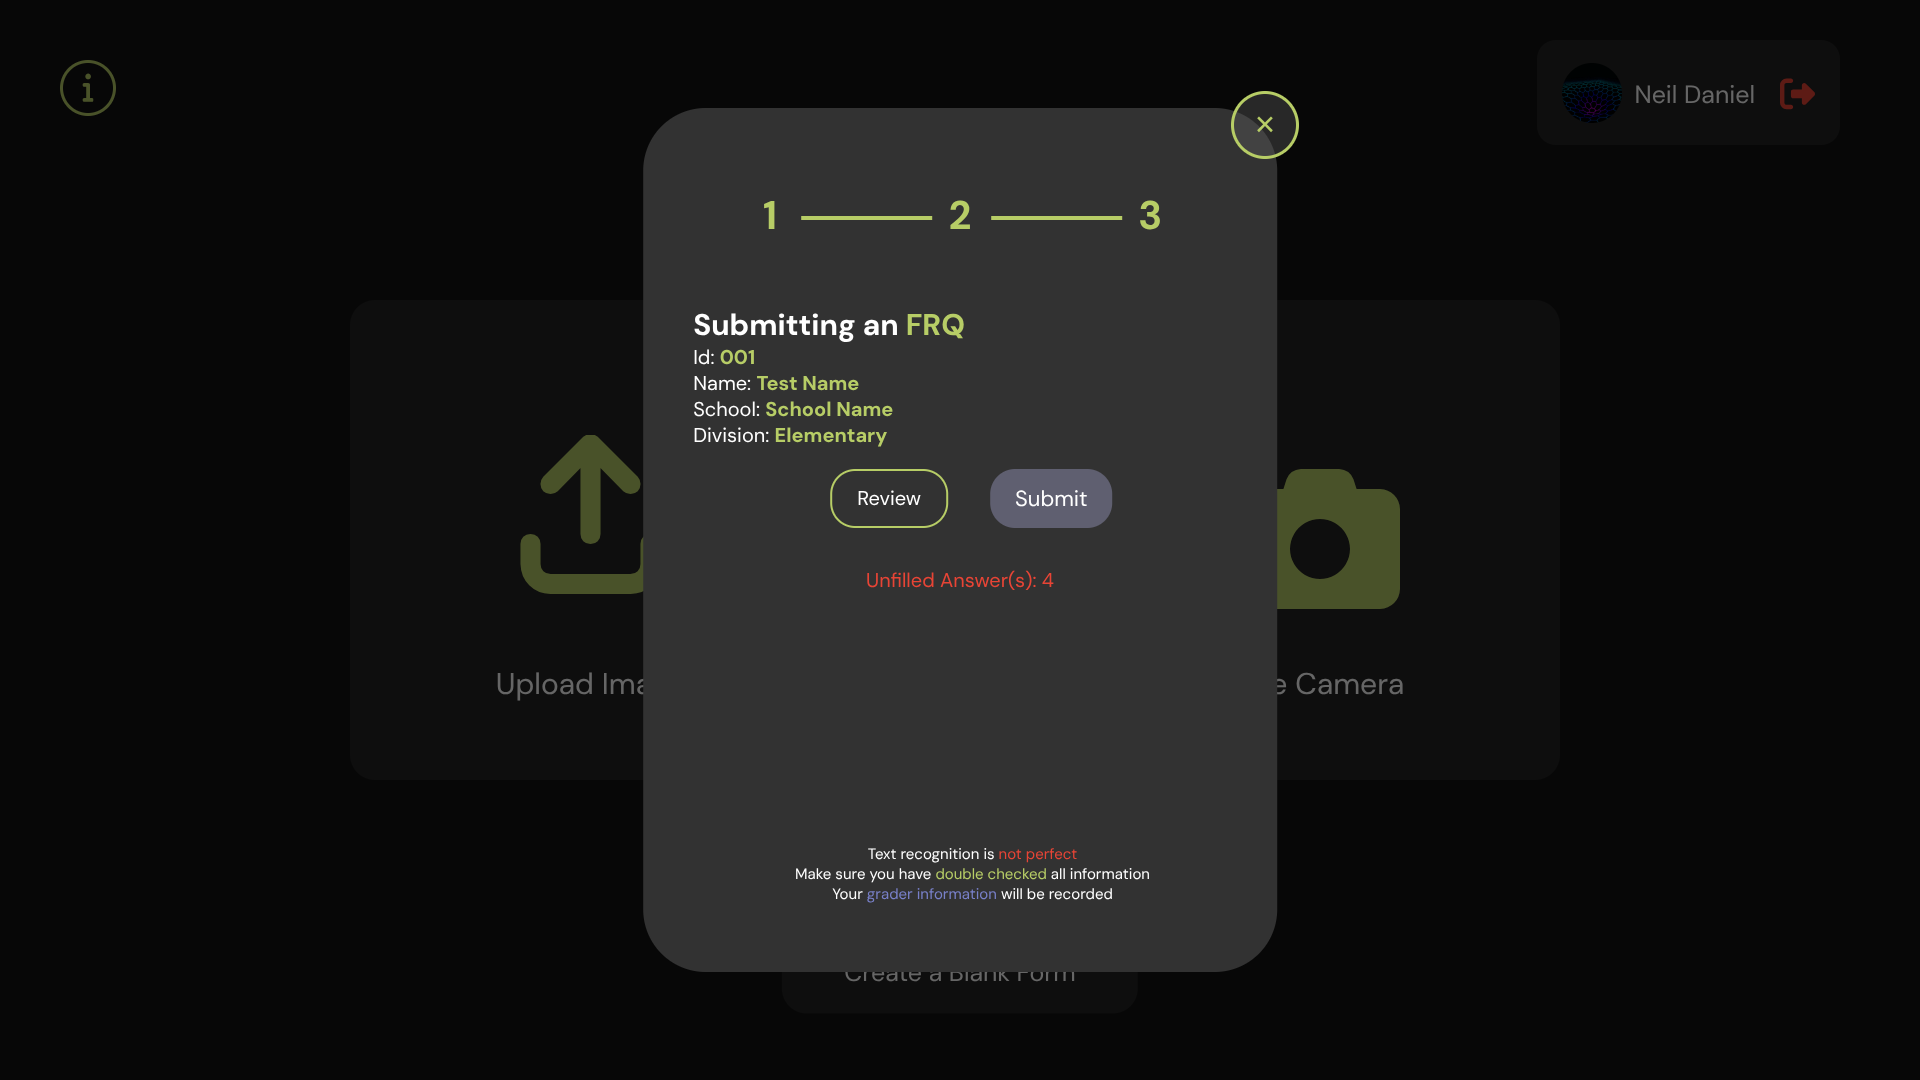 Neil Daniel
1 2 3
Submitting an FRQ
Id: 001
Name: Test Name
School: School Name
Division: Elementary
Review Submit
Unfilled Answer(s): 4
Upload Ima
e Camera
Text recognition is not perfect
Make sure you have double checked all information
Your grader information will be recorded
Create a Blank Form